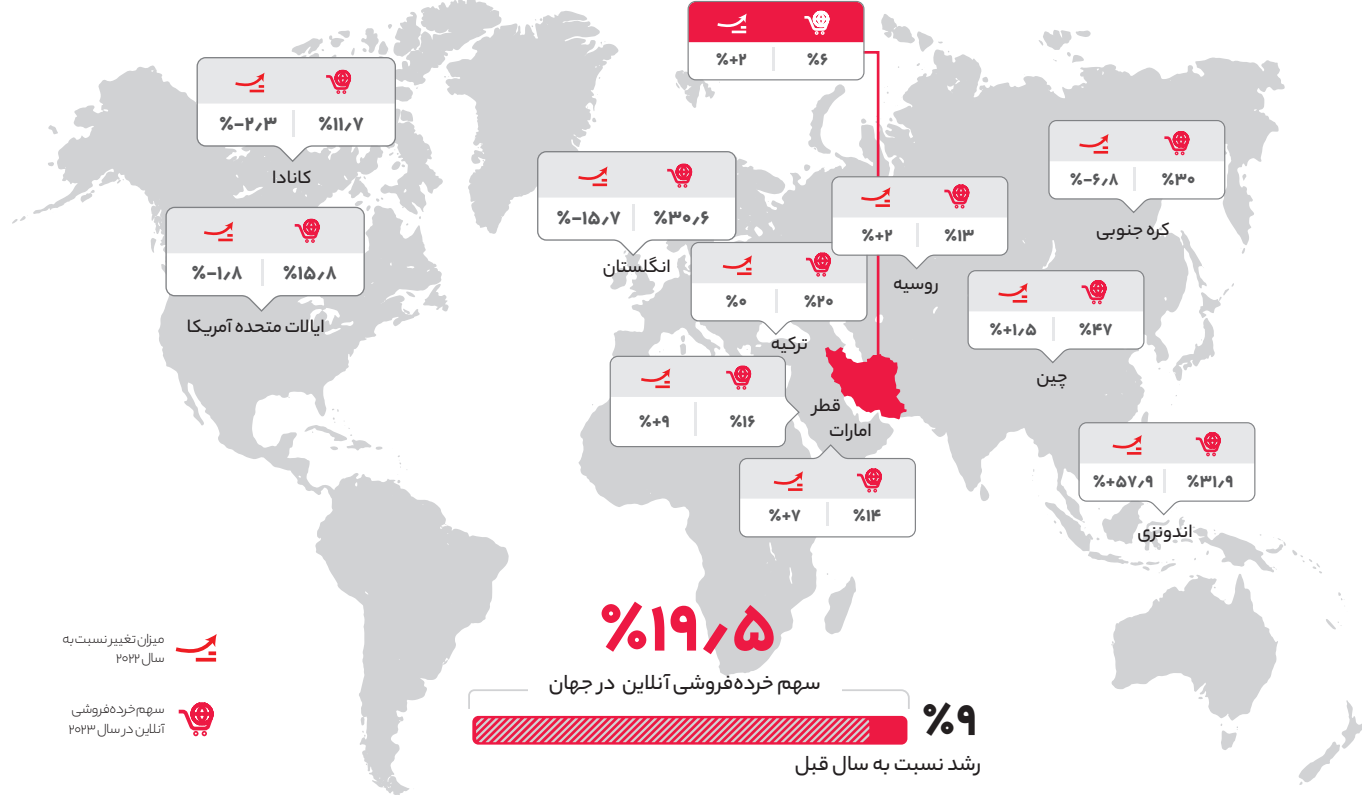 %۶ %+۲
%۱۱٫۷ %-۲٫۳
کانادا
%۳۰ %-۶٫۸
کره جنوبی
%۳۰٫۶ %-۱۵٫۷
انگلستان
%۱۳ %+۲
روسیه
%۱۵٫۸ %-۱٫۸
ایالات متحده آمریکا
%۲۰ %۰
ترکیه
%۴۷ %+۱٫۵
چین
%۱۶ %+۹
قطر
امارات
%۱۴ %+۷
%۳۱٫۹ %+۵۷٫۹
اندونزی
%۱۹٫۵
سهم خرده‌فروشی آنلاین در جهان
%۹
رشد نسبت به سال قبل
میزان تغییر نسبت به
سال ۲۰۲۲
سهم خرده‌فروشی
آنلاین در سال ۲۰۲۳